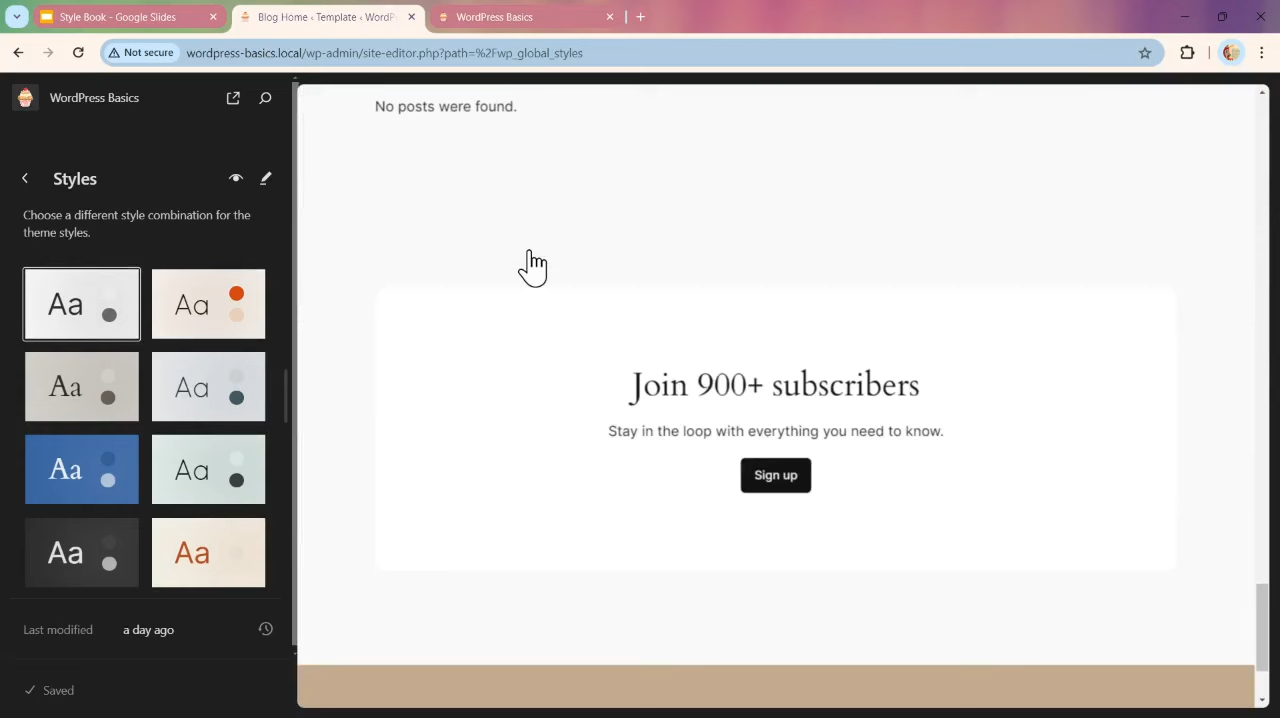 Style Book - Google Slides
Blog Home ‹ Template ‹ WordP
WordPress Basics
Not secure
wordpress-basics.local/wp-admin/site-editor.php?path=%2Fwp_global_styles
WordPress Basics
Styles
Choose a different style combination for the
theme styles.
Aa
Aa
Aa
Aa
Aa
Aa
Aa
Aa
Last modified
a day ago
Saved
No posts were found.
Join 900+ subscribers
Stay in the loop with everything you need to know.
Sign up